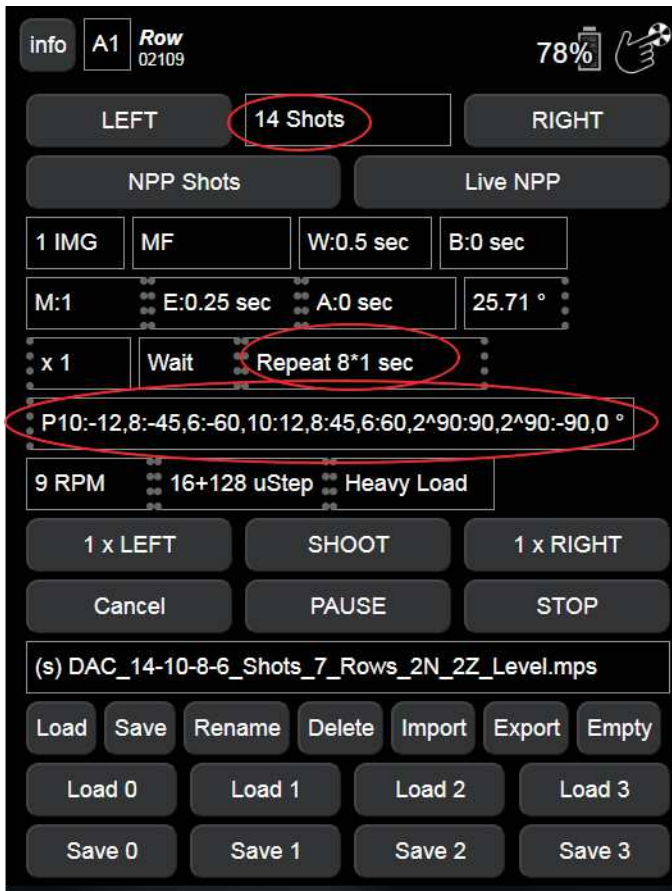 info A1 Row 02109 78%
LEFT 14 Shots RIGHT
NPP Shots Live NPP
1 IMG MF W:0.5 sec B:0 sec
M:1 E:0.25 sec A:0 sec 25.71 °
x 1 Wait Repeat 8*1 sec
P10:-12,8:-45,6:-60,10:12,8:45,6:60,2^90:90,2^90:-90,0 °
9 RPM 16+128 uStep Heavy Load
1 x LEFT SHOOT 1 x RIGHT
Cancel PAUSE STOP
(s) DAC_14-10-8-6_Shots_7_Rows_2N_2Z_Level.mps
Load Save Rename Delete Import Export Empty
Load 0 Load 1 Load 2 Load 3
Save 0 Save 1 Save 2 Save 3